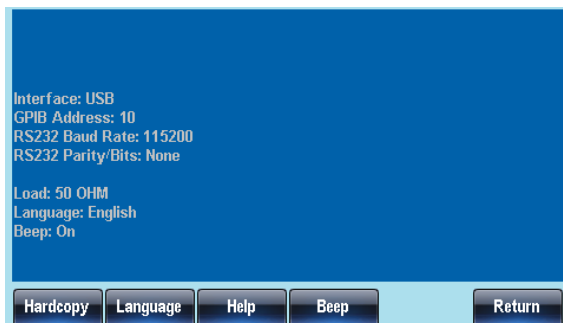 Interface: USB
GPIB Address: 10
RS232 Baud Rate: 115200
RS232 Parity/Bits: None
Load: 50 OHM
Language: English
Beep: On
Hardcopy Language Help Beep Return